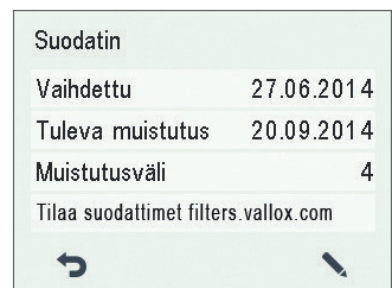 Suodatin
Vaihdettu 27.06.2014
Tuleva muistutus 20.09.2014
Muistutusväli 4
Tilaa suodattimet filters.vallox.com